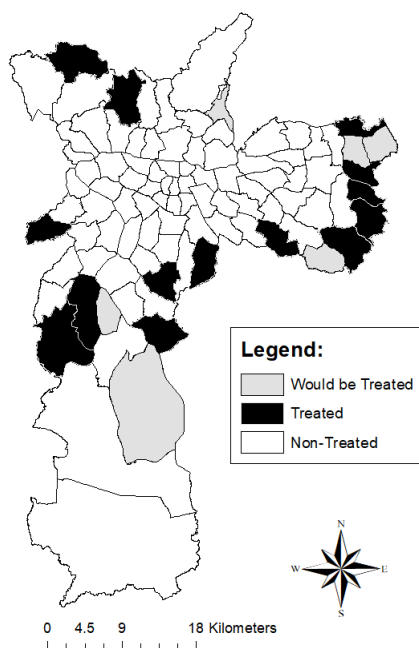 Legend:
Would be Treated
Treated
Non-Treated
N
W E
S
0 4.5 9 18 Kilometers